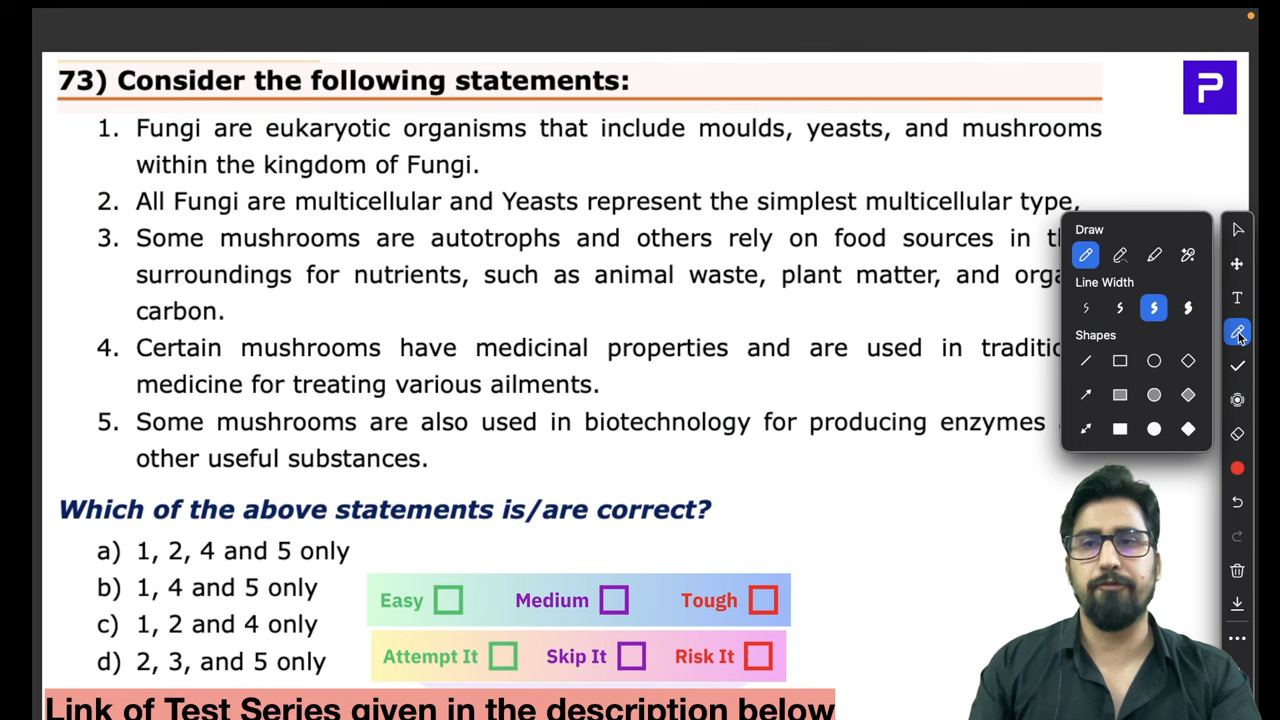 73) Consider the following statements:
1. Fungi are eukaryotic organisms that include moulds, yeasts, and mushrooms
within the kingdom of Fungi.
2. All Fungi are multicellular and Yeasts represent the simplest multicellular type.
3. Some mushrooms are autotrophs and others rely on food sources in
surroundings for nutrients, such as animal waste, plant matter, and
carbon.
4. Certain mushrooms have medicinal properties and are used in
medicine for treating various ailments.
5. Some mushrooms are also used in biotechnology for producing enzymes
other useful substances.
Which of the above statements is/are correct?
a) 1, 2, 4 and 5 only
b) 1, 4 and 5 only
c) 1, 2 and 4 only
d) 2, 3, and 5 only
Easy Medium Tough
Attempt It Skip It Risk It
Link of Test Series given in the description below
P
Draw
Line Width
Shapes
T